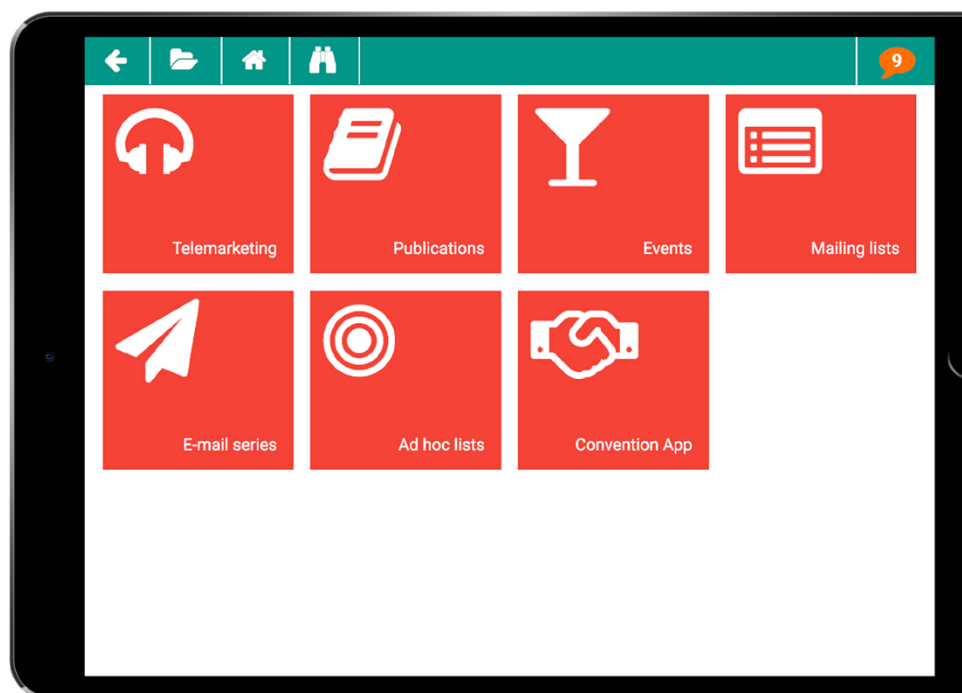 9
Telemarketing
Publications
Events
Mailing lists
E-mail series
Ad hoc lists
Convention App